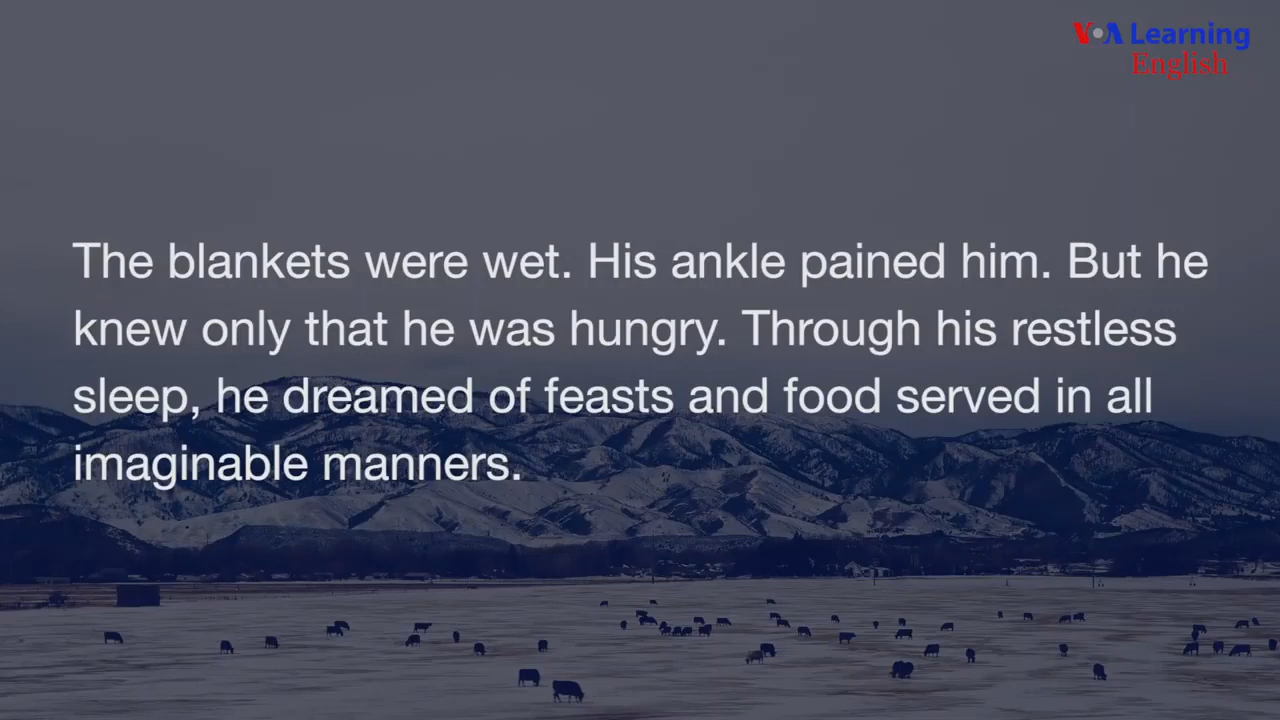 VOA Learning
English
The blankets were wet. His ankle pained him. But he
knew only that he was hungry. Through his restless
sleep, he dreamed of feasts and food served in all
imaginable manners.